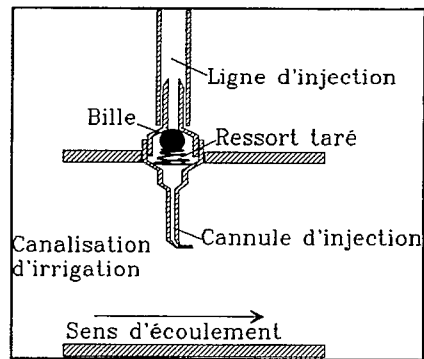 Ligne d'injection
Bille
Ressort taré
Cannule d'injection
Canalisation
d'irrigation
Sens d'écoulement